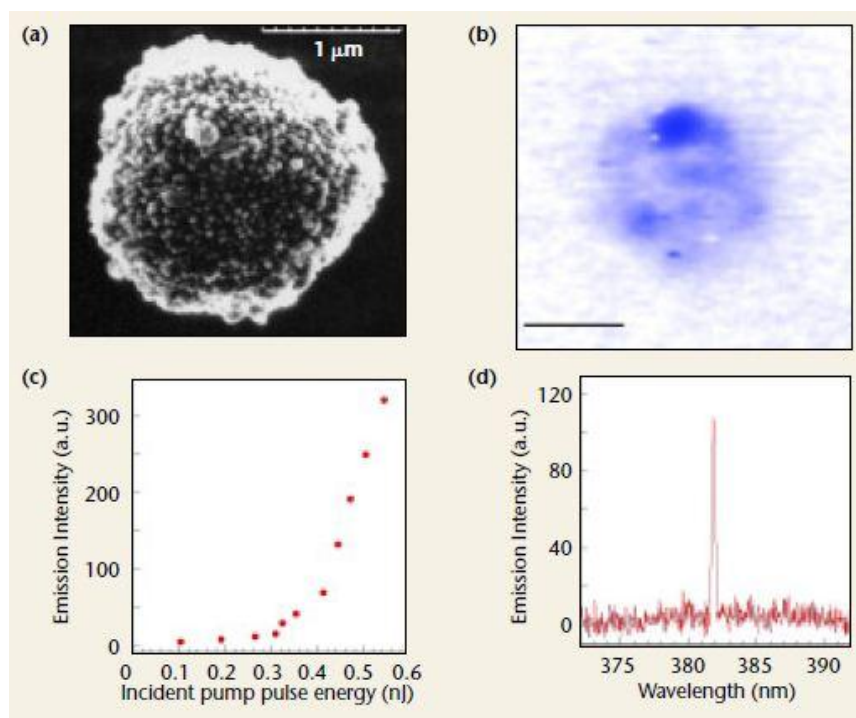 (a)
1 μm
(b)
(c)
Emission Intensity (a.u.)
300
200
100
0
0 0.1 0.2 0.3 0.4 0.5 0.6
Incident pump pulse energy (nJ)
(d)
Emission Intensity (a.u.)
120
80
40
0
375 380 385 390
Wavelength (nm)